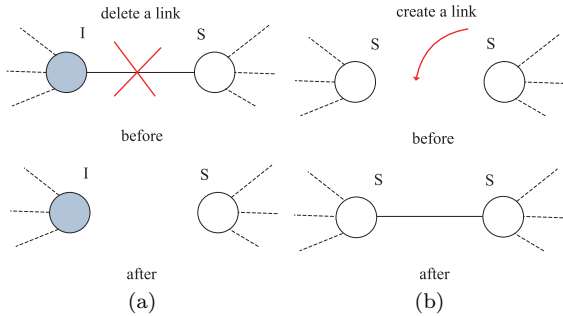 delete a link
I
S
before
I
S
after
(a)
create a link
S
S
before
S
S
after
(b)